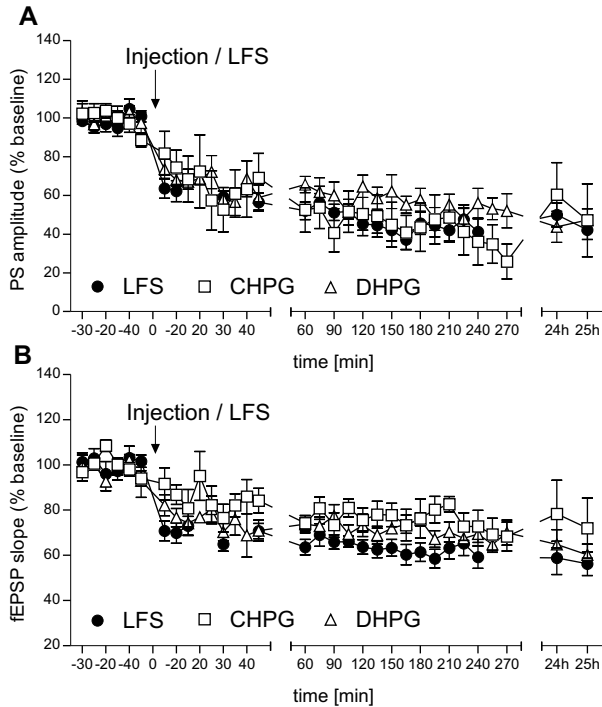 A
140
120
100
80
60
40
20
0
PS amplitude (% baseline)
Injection / LFS
LFS CHPG DHPG
-30 -20 -40 0 -20 20 30 40 60 90 120 150 180 210 240 270 24h 25h
time [min]
B
140
120
100
80
60
40
20
fEPSP slope (% baseline)
Injection / LFS
LFS CHPG DHPG
-30 -20 -40 0 -20 20 30 40 60 90 120 150 180 210 240 270 24h 25h
time [min]